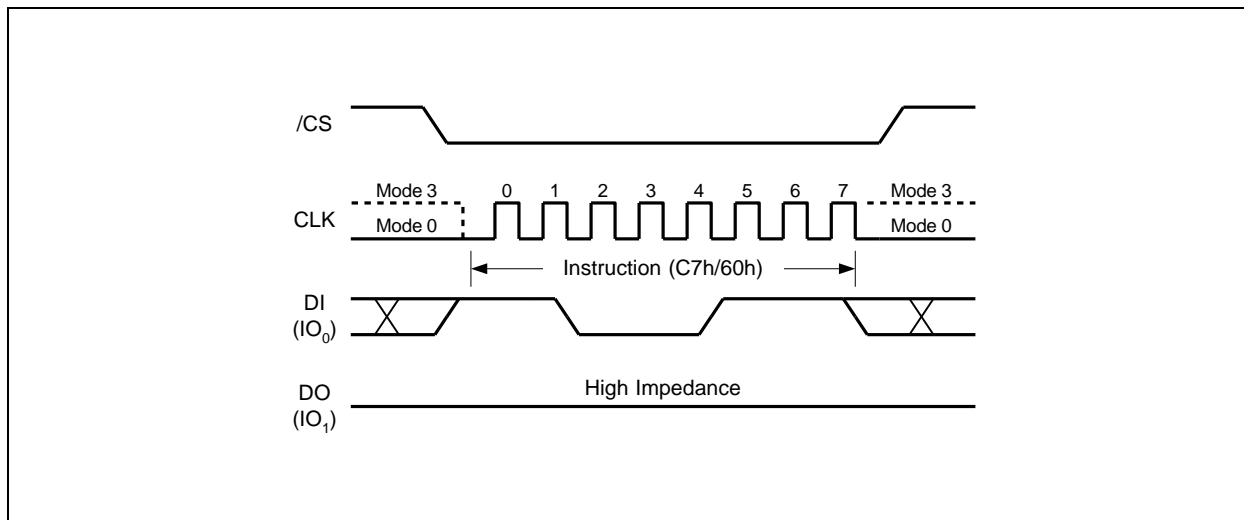 /CS
Mode 3 0 1 2 3 4 5 6 7 Mode 3
CLK
Mode 0 Mode 0
Instruction (C7h/60h)
DI
(IO0)
High Impedance
DO
(IO1)